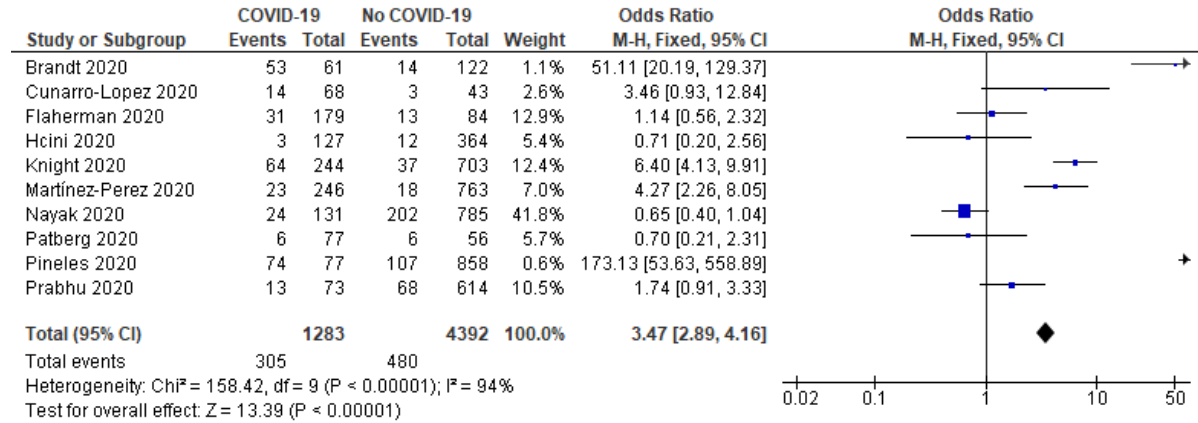 COVID-19 No COVID-19 Odds Ratio Odds Ratio
Study or Subgroup Events Total Events Total Weight M-H, Fixed, 95% CI M-H, Fixed, 95% CI
Brandt 2020 53 61 14 122 1.1% 51.11 [20.19, 129.37]
Cunarro-Lopez 2020 14 68 3 43 2.6% 3.46 [0.93, 12.84]
Flaherman 2020 31 179 13 84 12.9% 1.14 [0.56, 2.32]
Hcini 2020 3 127 12 364 5.4% 0.71 [0.20, 2.56]
Knight 2020 64 244 37 703 12.4% 6.40 [4.13, 9.91]
Martínez-Perez 2020 23 246 18 763 7.0% 4.27 [2.26, 8.05]
Nayak 2020 24 131 202 785 41.8% 0.65 [0.40, 1.04]
Patberg 2020 6 77 6 56 5.7% 0.70 [0.21, 2.31]
Pineles 2020 74 77 107 858 0.6% 173.13 [53.63, 558.89]
Prabhu 2020 13 73 68 614 10.5% 1.74 [0.91, 3.33]
Total (95% CI) 1283 4392 100.0% 3.47 [2.89, 4.16]
Total events 305 480
Heterogeneity: Chi² = 158.42, df = 9 (P < 0.00001); I² = 94%
Test for overall effect: Z = 13.39 (P < 0.00001)
0.02 0.1 1 10 50